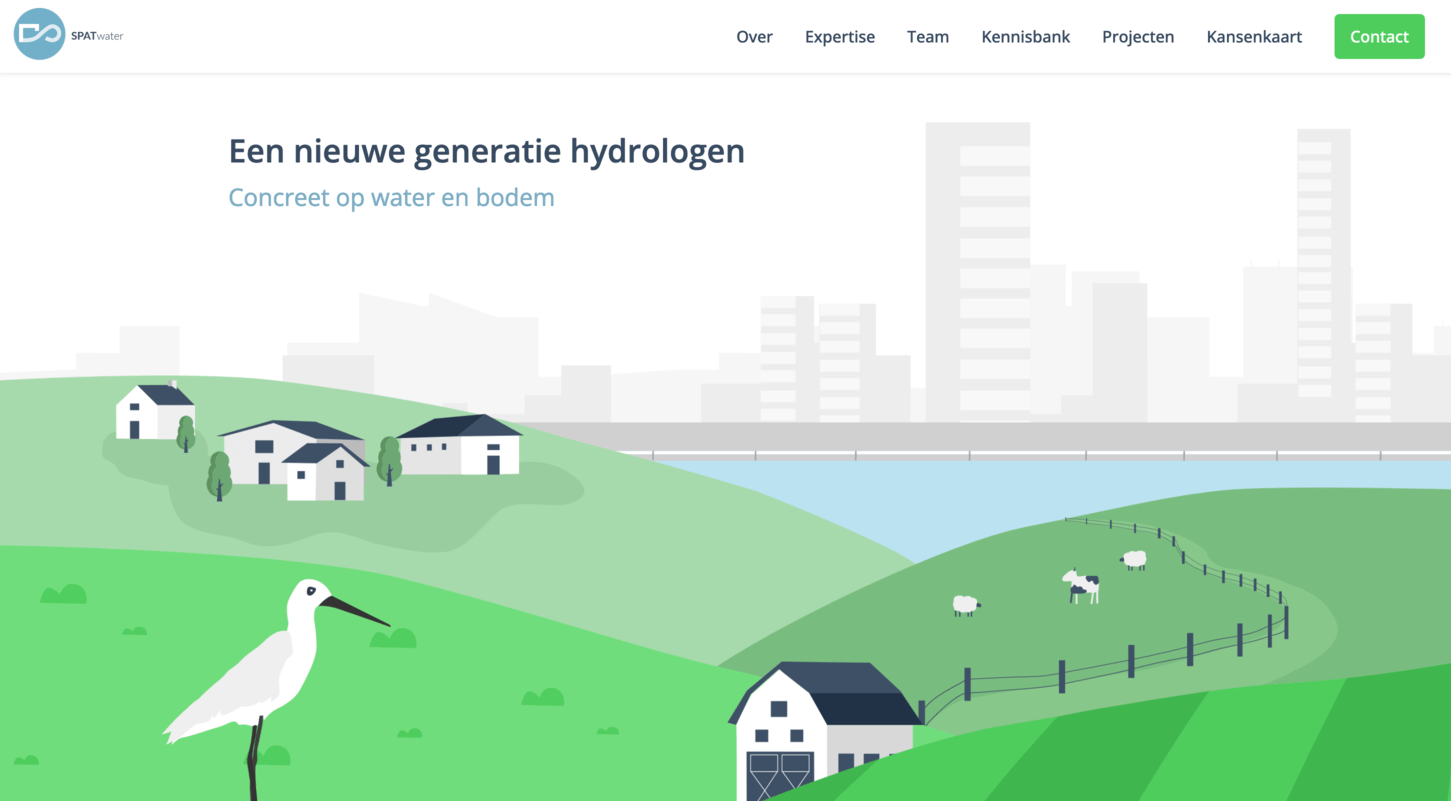 SPATwater
Over Expertise Team Kennisbank Projecten Kansenkaart Contact
Een nieuwe generatie hydrologen
Concreet op water en bodem